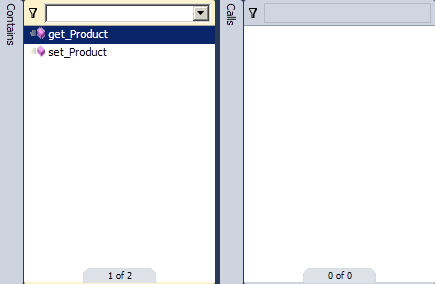 Contains
get_Product
set_Product
1 of 2
Calls
0 of 0